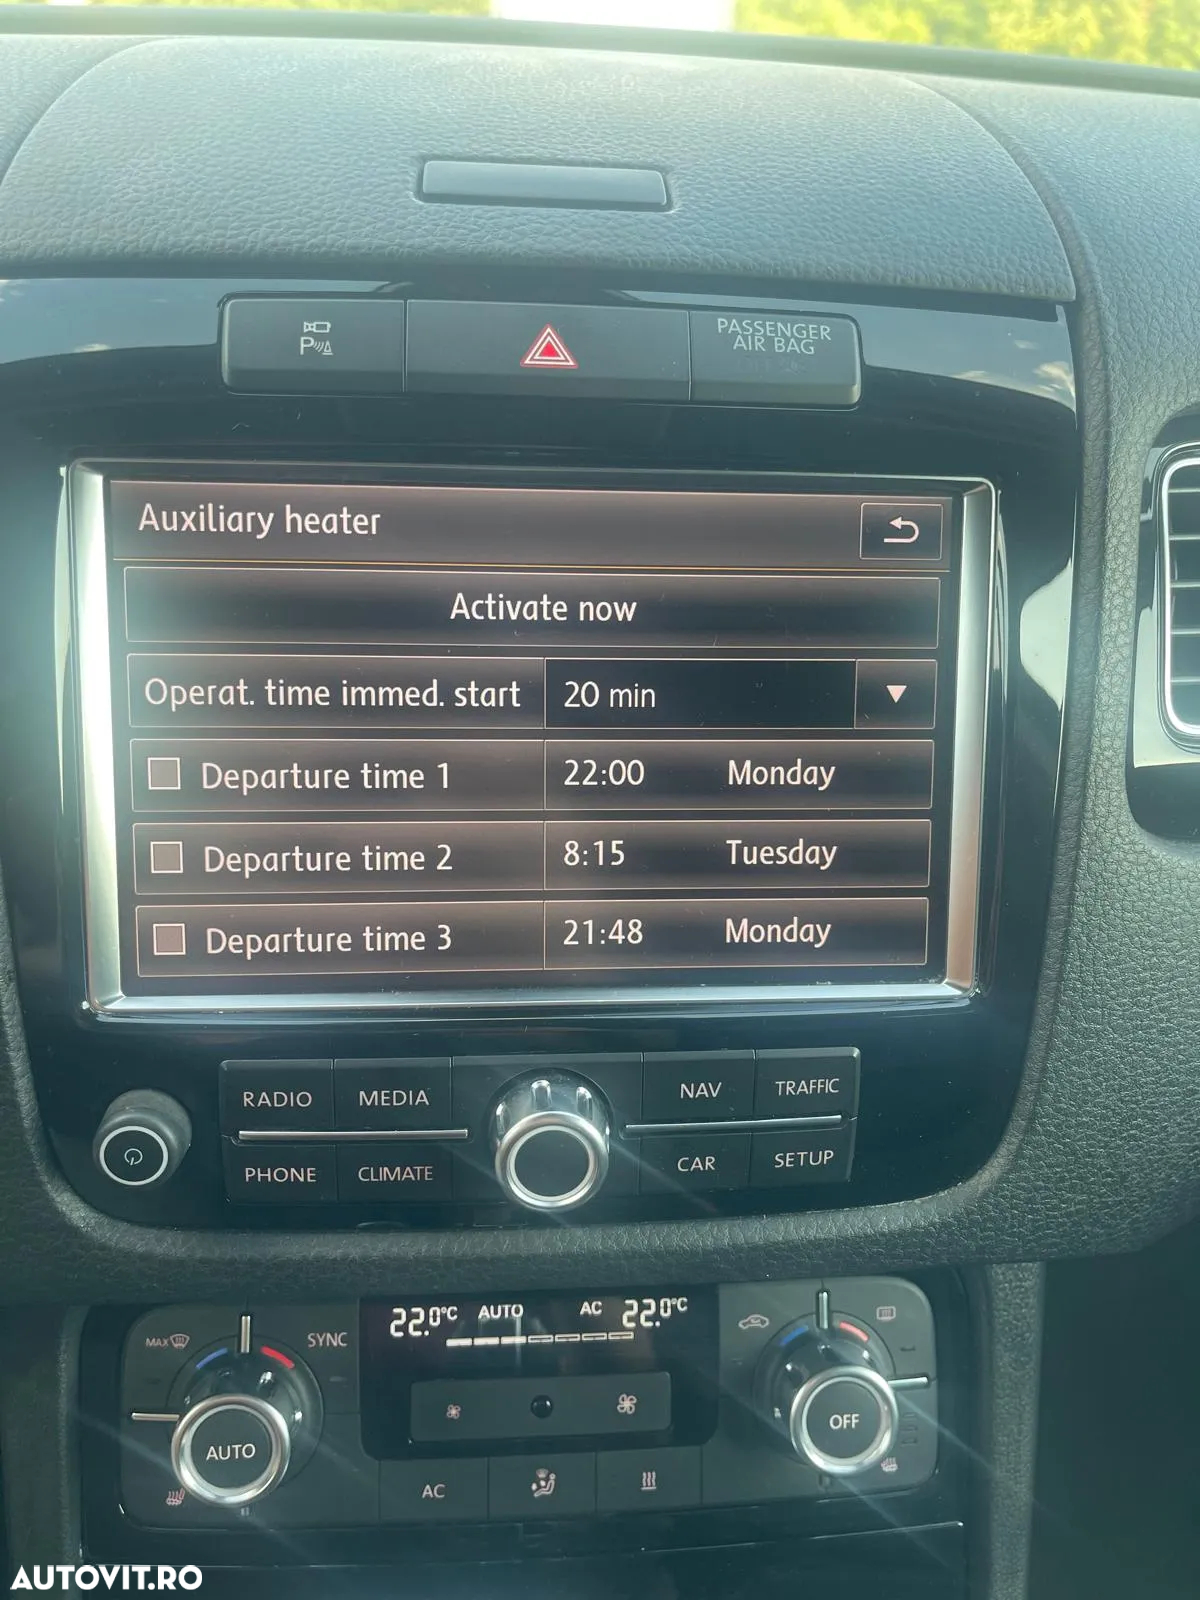 P
PASSENGER
AIR BAG
Auxiliary heater
Activate now
Operat. time immed. start 20 min
Departure time 1 22:00 Monday
Departure time 2 8:15 Tuesday
Departure time 3 21:48 Monday
RADIO MEDIA NAV TRAFFIC
PHONE CLIMATE CAR SETUP
MAX SYNC 22.0°C AUTO AC 22.0°C
AUTO OFF
AC
AUTOVIT.RO